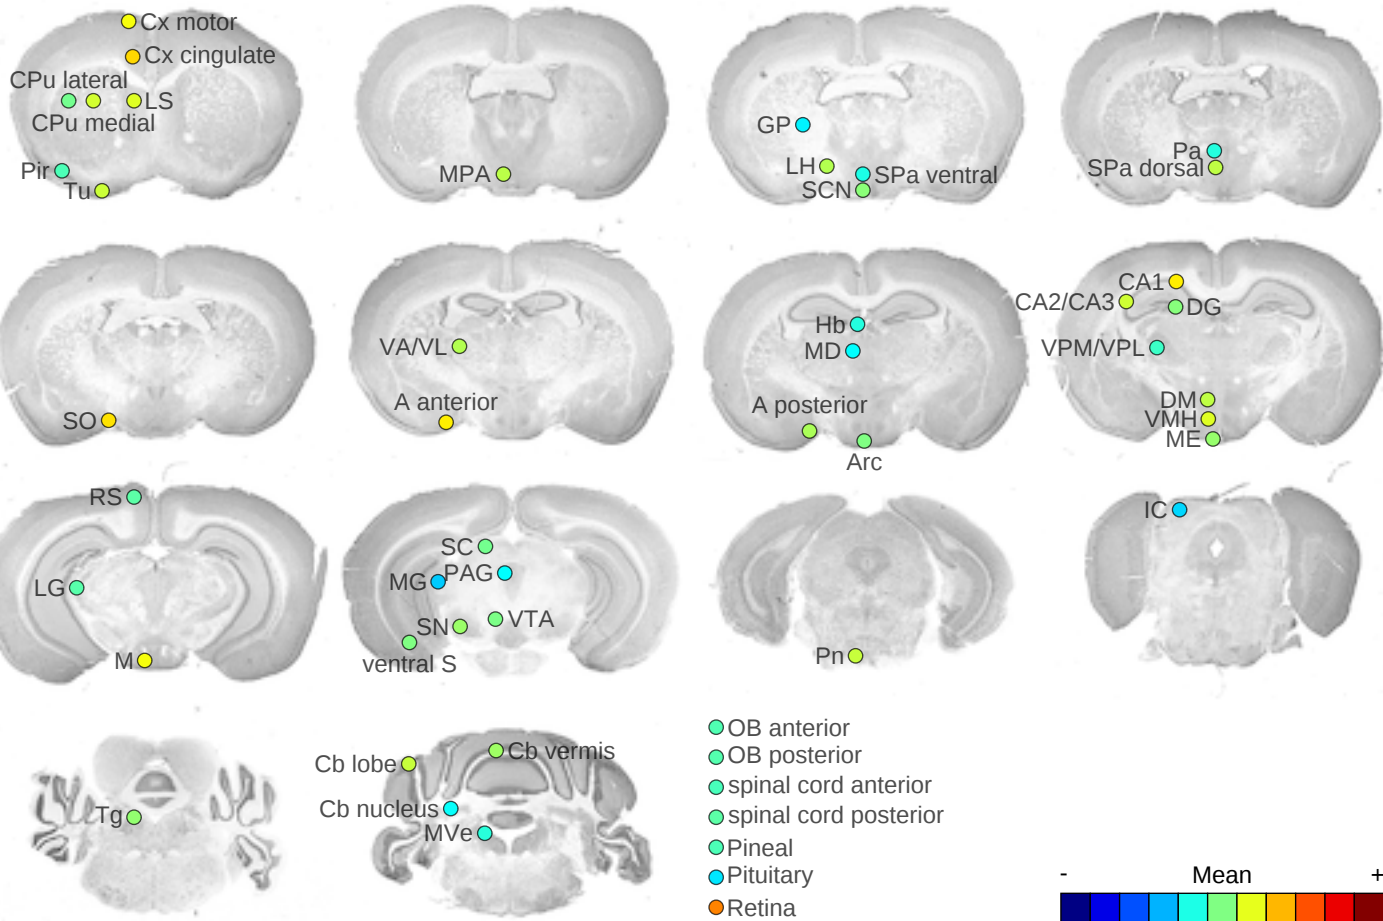 Cx motor
Cx cingulate
CPu lateral
LS
CPu medial
Pir
Tu
MPA
GP
LH
SPa ventral
SCN
Pa
SPa dorsal
SO
VA/VL
A anterior
Hb
MD
A posterior
Arc
CA1
CA2/CA3
DG
VPM/VPL
DM
VMH
ME
RS
LG
M
SC
MG
PAG
SN
VTA
ventral S
Pn
IC
Tg
Cb lobe
Cb vermis
Cb nucleus
MVe
OB anterior
OB posterior
spinal cord anterior
spinal cord posterior
Pineal
Pituitary
Retina
- Mean +